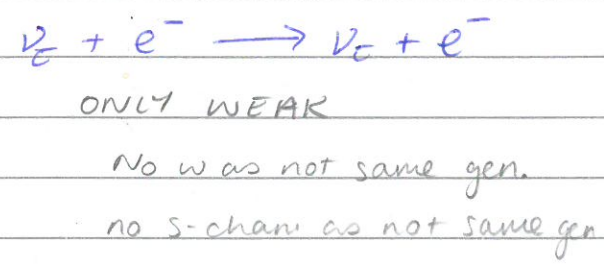 ν_τ + e⁻ ⟶ ν_τ + e⁻
ONLY WEAK
No W as not same gen.
no s-chan. as not same gen